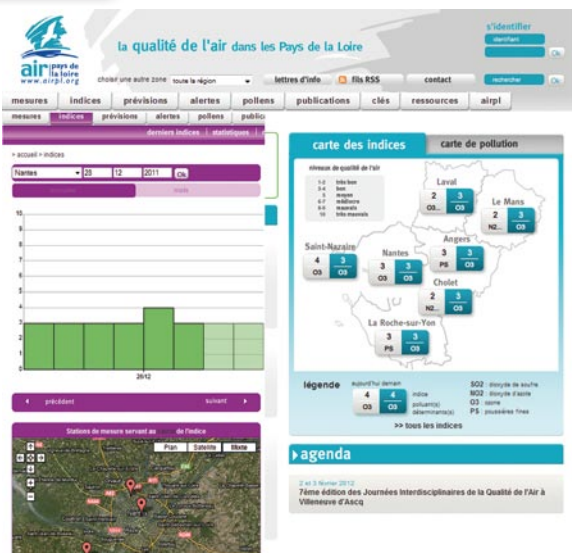 la qualité de l'air dans les Pays de la Loire
s'identifier
identifiant
Ok
air pays de la loire
www.airpl.org
choisir une autre zone toute la région
lettres d'info
fils RSS
contact
rechercher
Ok
mesures indices prévisions alertes pollens publications clés ressources airpl
mesures indices prévisions alertes pollens public
derniers indices statistiques
> accueil > indices
Nantes 28 12 2011 Ok
mois
10
9
8
7
6
5
4
3
2
1
0
précédent suivant
Stations de mesure servant au de l'indice
Plan Satellite Mixte
carte des indices carte de pollution
niveaux de qualité de l'air
1-2 très bon
3-4 bon
5 moyen
6-7 médiocre
8-9 mauvais
10 très mauvais
Laval
2 3
O3... O3
Le Mans
2 3
N2... O3
Saint-Nazaire
4 3
O3 O3
Nantes
3 3
O3 O3
Angers
3 3
PS O3
Cholet
2 3
N2... O3
La Roche-sur-Yon
3 3
PS O3
légende
aujourd'hui demain
4 4
O3 O3
indice
polluant(s)
déterminants(s)
SO2 : dioxyde de soufre
NO2 : dioxyde d'azote
O3 : ozone
PS : poussières fines
>> tous les indices
agenda
2 et 3 février 2012
7ème édition des Journées Interdisciplinaires de la Qualité de l'Air à
Villeneuve d'Ascq